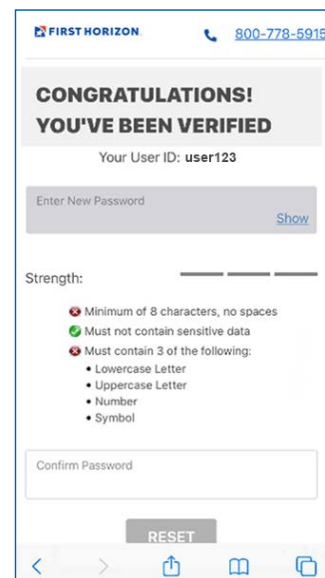 FIRST HORIZON.
800-778-5915
CONGRATULATIONS!
YOU'VE BEEN VERIFIED
Your User ID: user123
Enter New Password
Show
Strength:
Minimum of 8 characters, no spaces
Must not contain sensitive data
Must contain 3 of the following:
• Lowercase Letter
• Uppercase Letter
• Number
• Symbol
Confirm Password
RESET